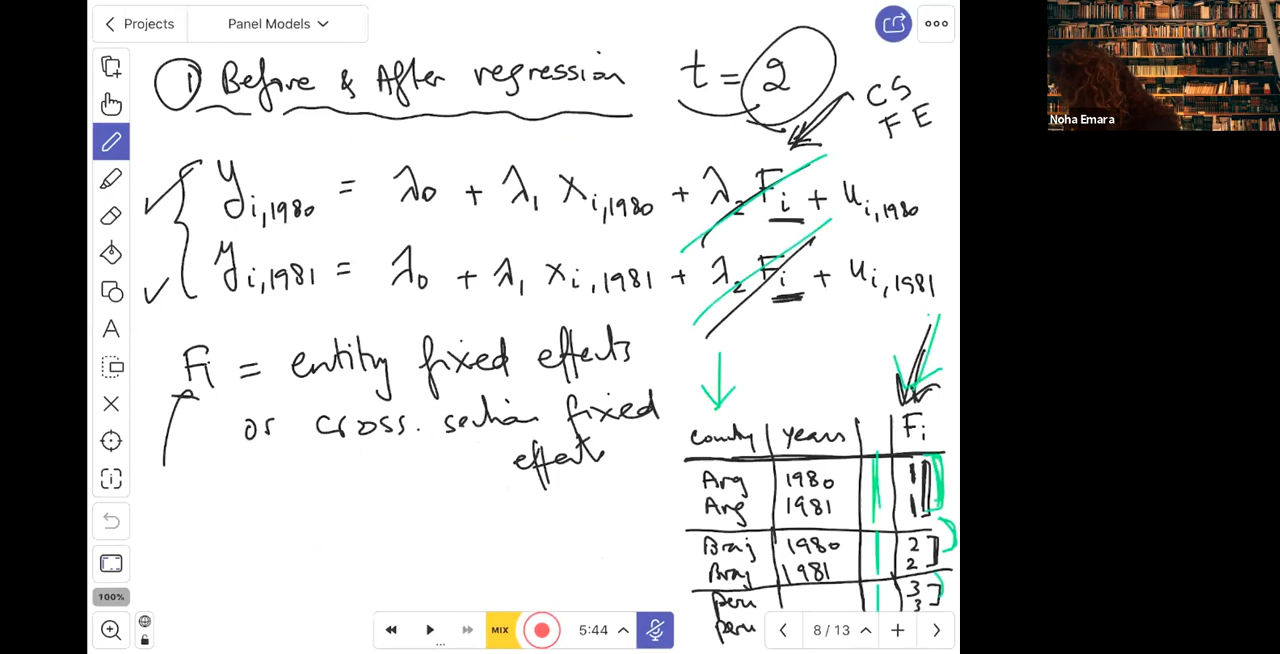 Projects
Panel Models
① Before & After regression t = 2
CS
FE
y i,1980 = λ0 + λ1 x i,1980 + λ2 Fi + u i,1980
y i,1981 = λ0 + λ1 x i,1981 + λ2 Fi + u i,1981
Fi = entity fixed effects
or cross. section fixed
effect
county years Fi
Arg 1980 1
Arg 1981 1
Braj 1980 2
Braj 1981 2
peru 3
peru 3
100%
MIX
5:44
8 / 13
Noha Emara